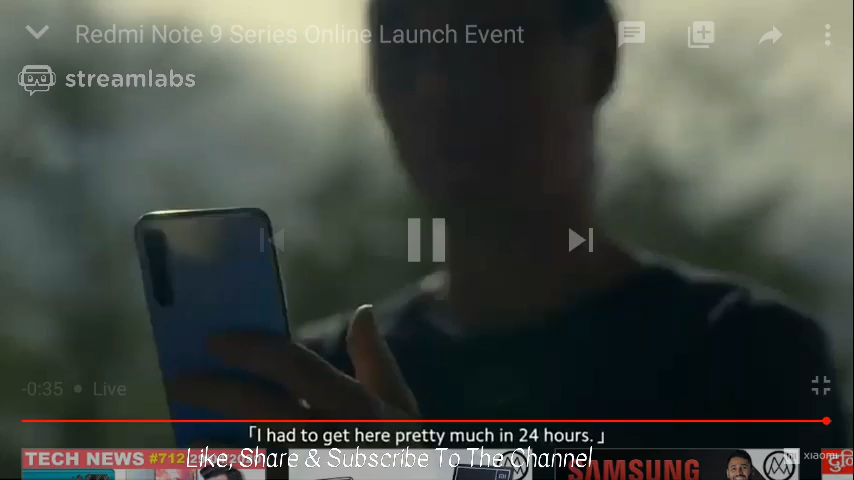 Redmi Note 9 Series Online Launch Event
streamlabs
-0:35 • Live
「I had to get here pretty much in 24 hours.」
Like, Share & Subscribe To The Channel
TECH NEWS #712
SAMSUNG
xiaomi